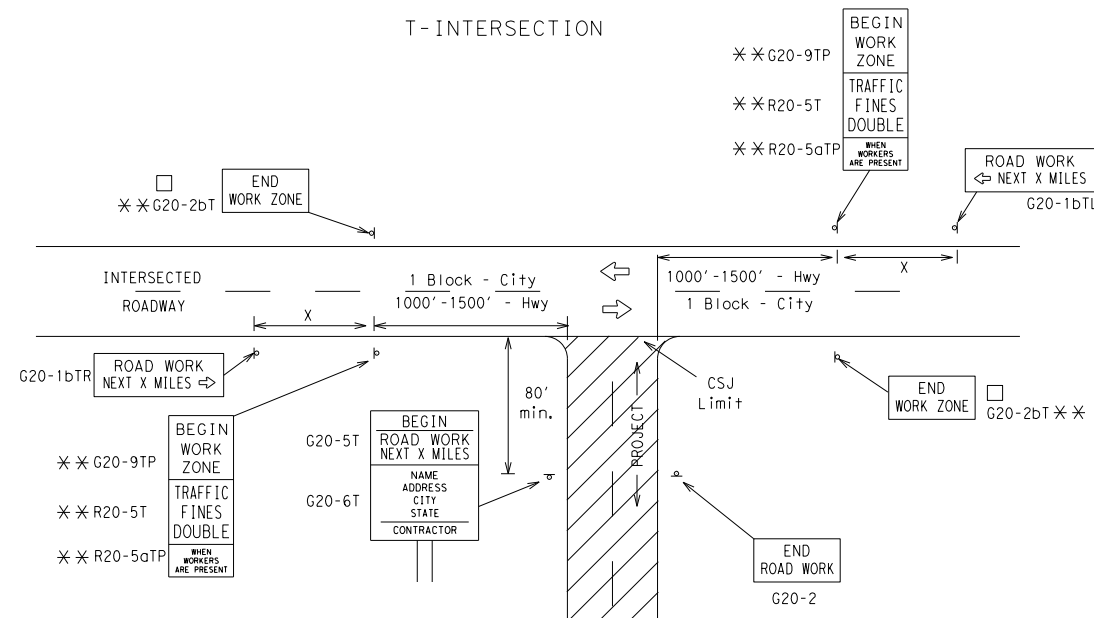 T-INTERSECTION
BEGIN
WORK
ZONE
TRAFFIC
FINES
DOUBLE
WHEN
WORKERS
ARE PRESENT
**G20-9TP
**R20-5T
**R20-5aTP
ROAD WORK
⇦ NEXT X MILES
G20-1bTL
□
**G20-2bT
END
WORK ZONE
INTERSECTED
ROADWAY
X
1 Block - City
1000'-1500' - Hwy
⇦
⇨
1000'-1500' - Hwy
1 Block - City
X
G20-1bTR
ROAD WORK
NEXT X MILES ⇨
80'
min.
PROJECT
CSJ
Limit
END
WORK ZONE
□
G20-2bT**
**G20-9TP
**R20-5T
**R20-5aTP
BEGIN
WORK
ZONE
TRAFFIC
FINES
DOUBLE
WHEN
WORKERS
ARE PRESENT
G20-5T
G20-6T
BEGIN
ROAD WORK
NEXT X MILES
NAME
ADDRESS
CITY
STATE
CONTRACTOR
END
ROAD WORK
G20-2